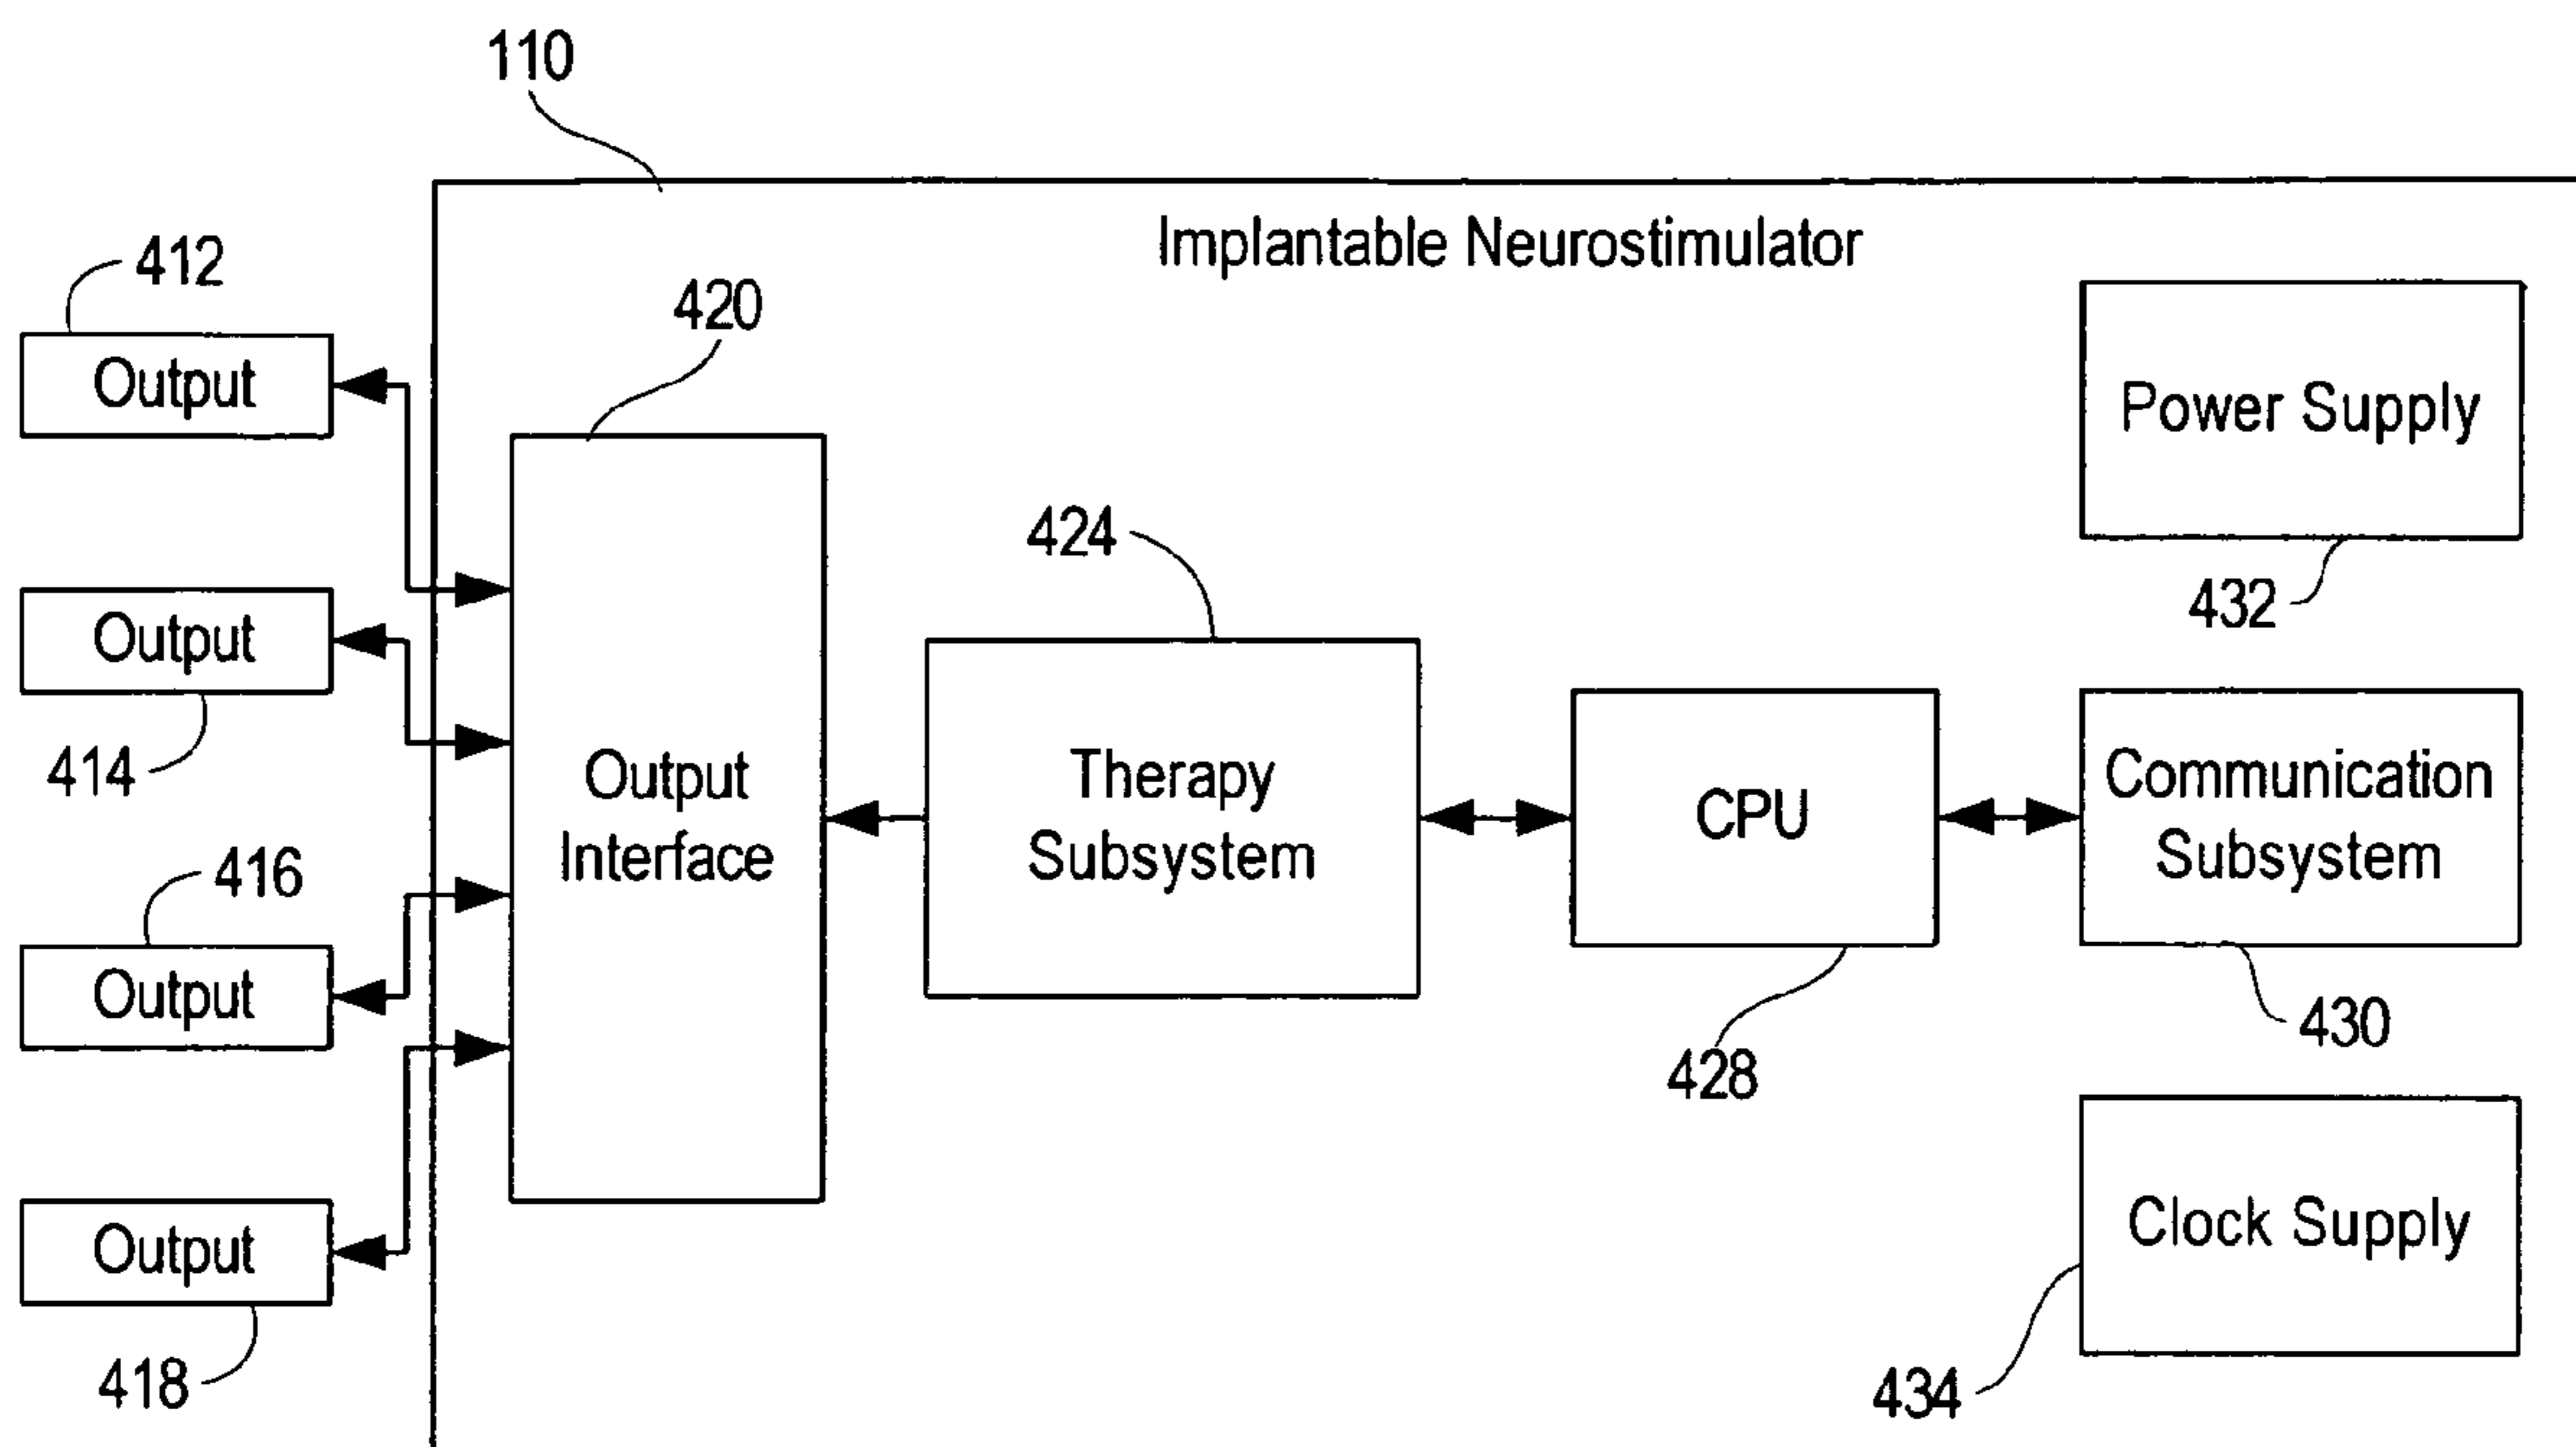 110
Implantable Neurostimulator
412
Output
420
Power Supply
432
424
Output
414
Output
Interface
Therapy
Subsystem
CPU
Communication
Subsystem
416
Output
430
428
Output
418
Clock Supply
434